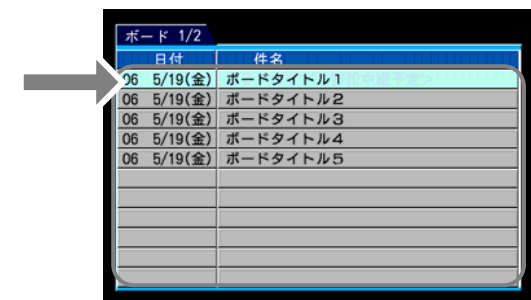 ボード 1/2
日付 件名
06 5/19(金) ボードタイトル1
06 5/19(金) ボードタイトル2
06 5/19(金) ボードタイトル3
06 5/19(金) ボードタイトル4
06 5/19(金) ボードタイトル5